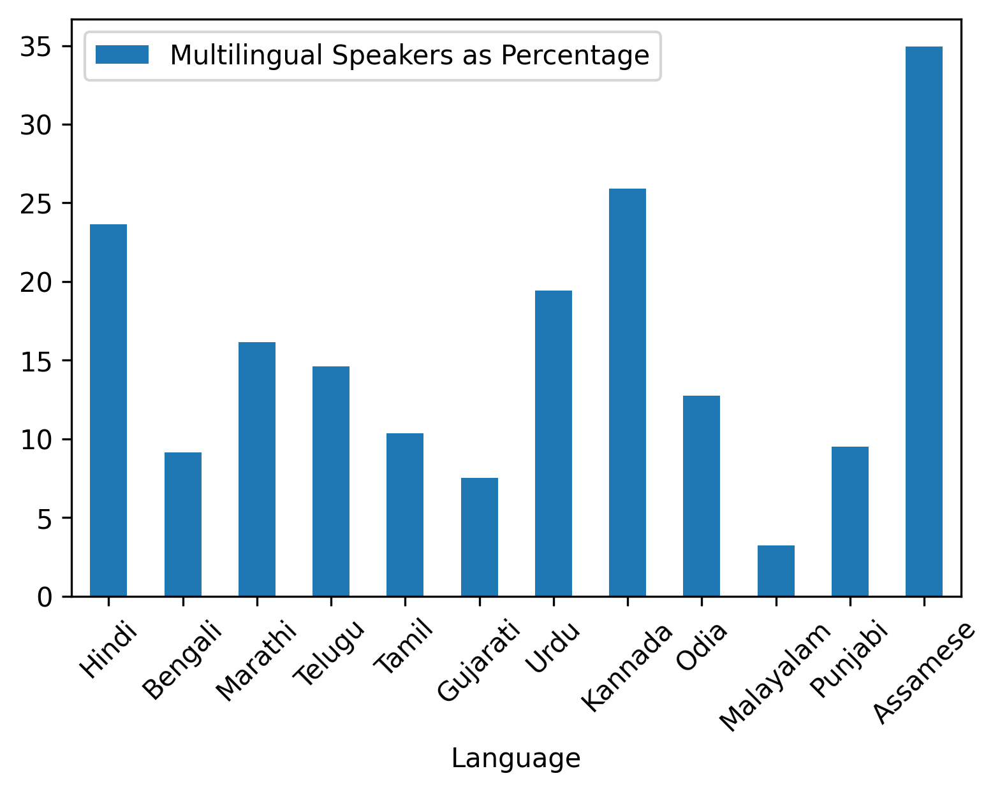 Multilingual Speakers as Percentage
35
30
25
20
15
10
5
0
Hindi
Bengali
Marathi
Telugu
Tamil
Gujarati
Urdu
Kannada
Odia
Malayalam
Punjabi
Assamese
Language